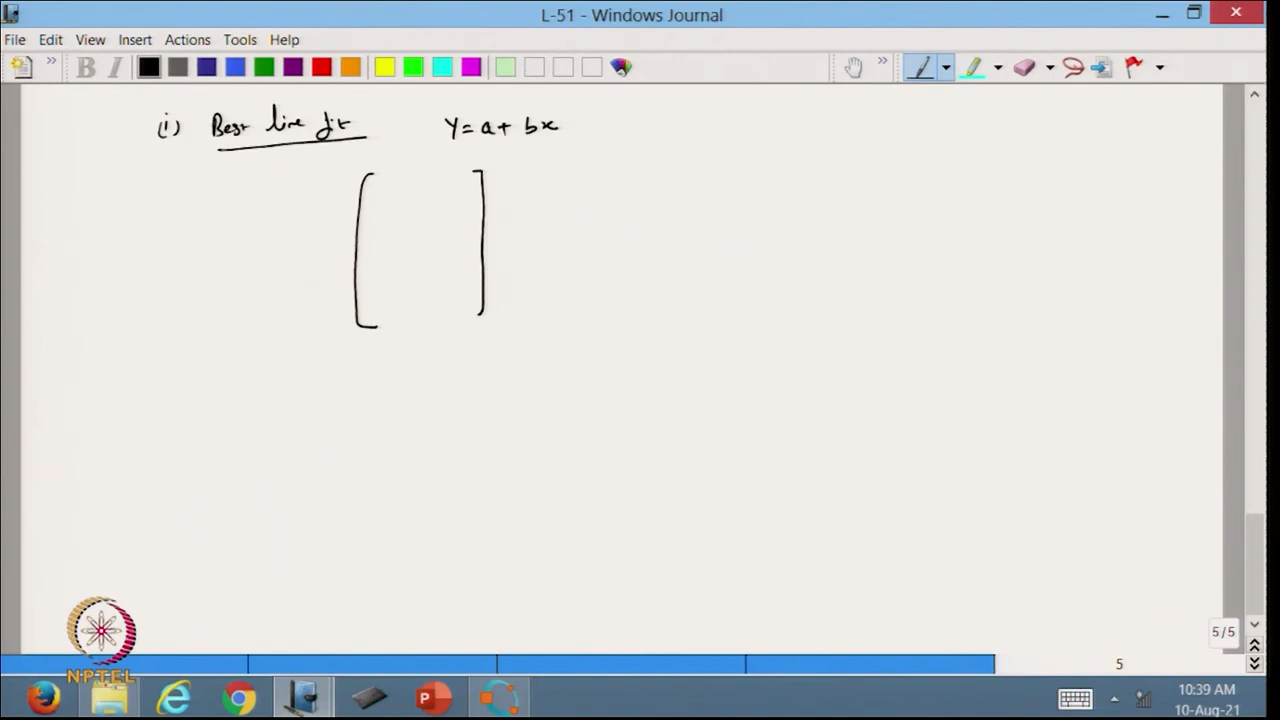 L-51 - Windows Journal
File Edit View Insert Actions Tools Help
B I
(i) Best line fit y = a + bx
5/5
5
NPTEL
10:39 AM
10-Aug-21